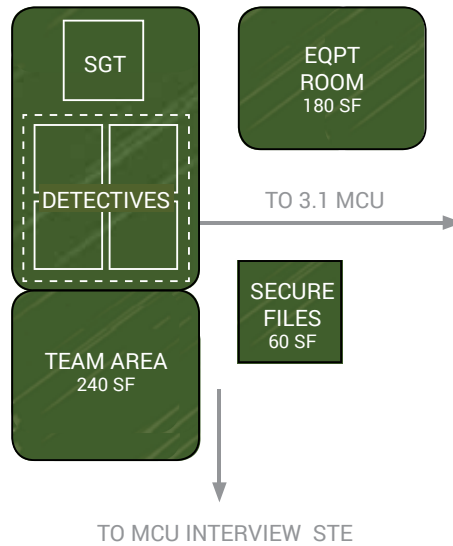 SGT
EQPT
ROOM
180 SF
DETECTIVES
TO 3.1 MCU
SECURE
FILES
60 SF
TEAM AREA
240 SF
TO MCU INTERVIEW STE